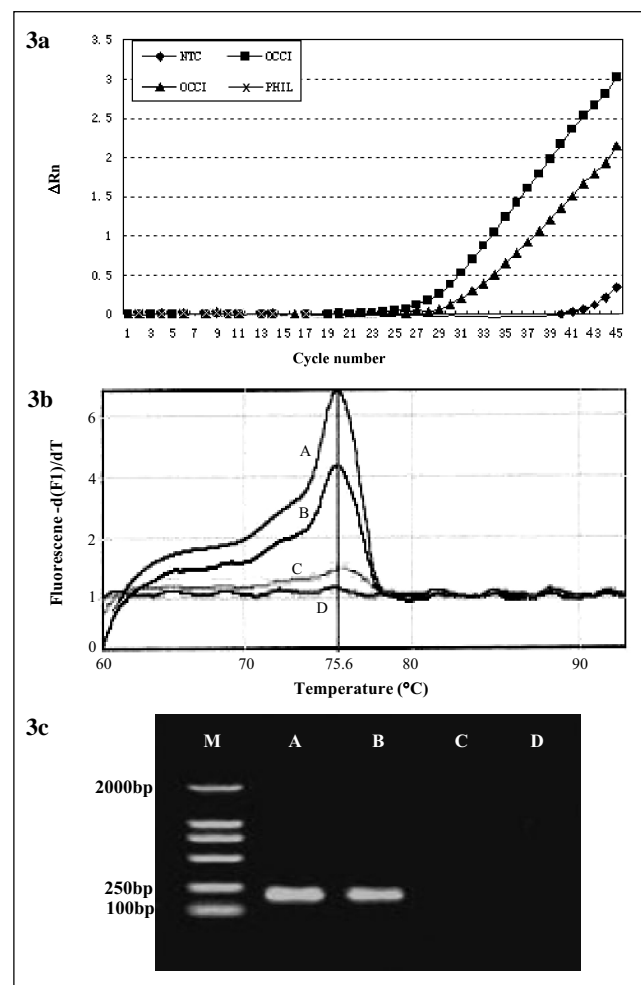 3a
3.5
3
2.5
2
1.5
1
0.5
0
NTC OCCI
OCCI PHIL
ΔRn
1 3 5 7 9 11 13 15 17 19 21 23 25 27 29 31 33 35 37 39 41 43 45
Cycle number
3b
6
4
2
1
0
Fluorescene -d(F1)/dT
A
B
C
D
60 70 75.6 80 90
Temperature (°C)
3c
M A B C D
2000bp
250bp
100bp